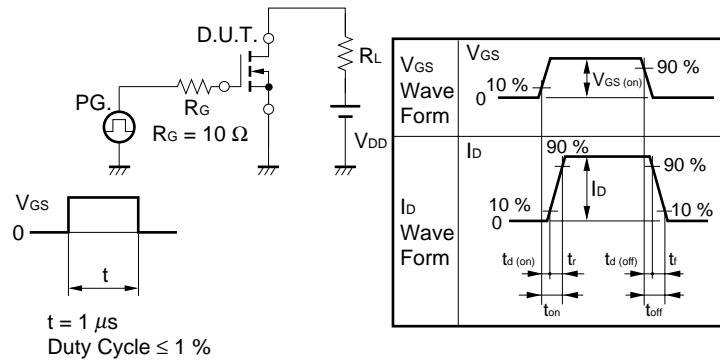 D.U.T.
RL
PG.
RG
RG = 10 Ω
VDD
VGS
0
t
t = 1 μs
Duty Cycle ≤ 1 %
VGS
Wave
Form
VGS
10 %
0
VGS (on)
90 %
ID
Wave
Form
ID
90 %
90 %
ID
10 %
0
10 %
td (on)
tr
td (off)
tf
ton
toff